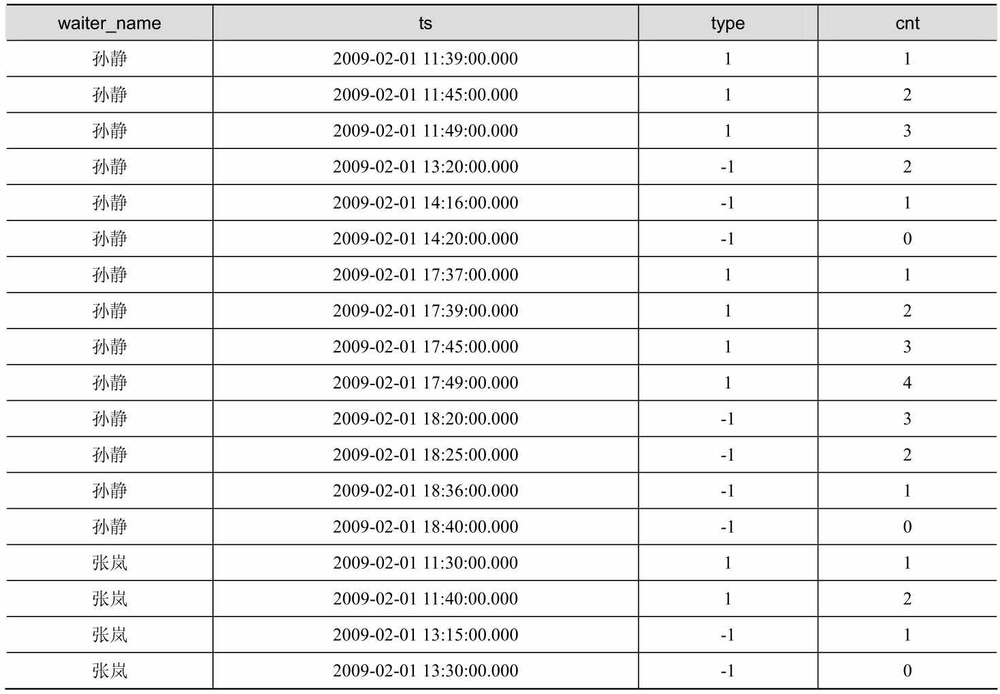 waiter_name ts type cnt
孙静 2009-02-01 11:39:00.000 1 1
孙静 2009-02-01 11:45:00.000 1 2
孙静 2009-02-01 11:49:00.000 1 3
孙静 2009-02-01 13:20:00.000 -1 2
孙静 2009-02-01 14:16:00.000 -1 1
孙静 2009-02-01 14:20:00.000 -1 0
孙静 2009-02-01 17:37:00.000 1 1
孙静 2009-02-01 17:39:00.000 1 2
孙静 2009-02-01 17:45:00.000 1 3
孙静 2009-02-01 17:49:00.000 1 4
孙静 2009-02-01 18:20:00.000 -1 3
孙静 2009-02-01 18:25:00.000 -1 2
孙静 2009-02-01 18:36:00.000 -1 1
孙静 2009-02-01 18:40:00.000 -1 0
张岚 2009-02-01 11:30:00.000 1 1
张岚 2009-02-01 11:40:00.000 1 2
张岚 2009-02-01 13:15:00.000 -1 1
张岚 2009-02-01 13:30:00.000 -1 0